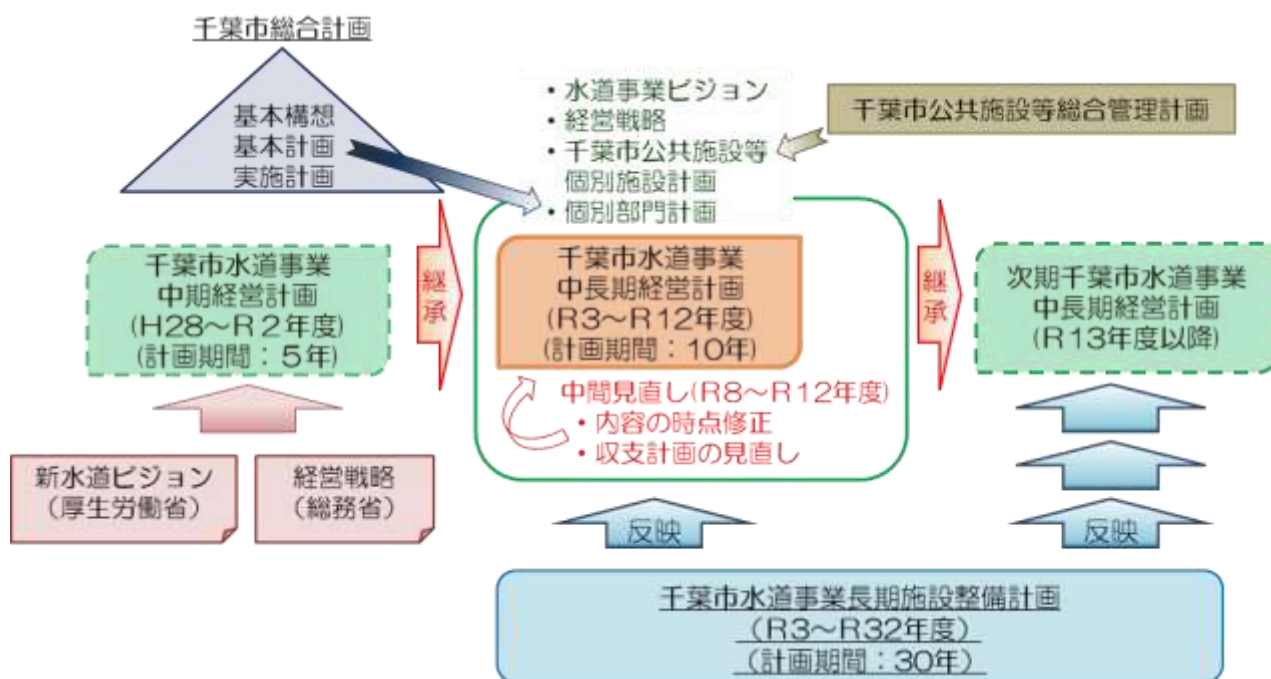 千葉市総合計画
基本構想
基本計画
実施計画
・水道事業ビジョン
・経営戦略
・千葉市公共施設等
個別施設計画
・個別部門計画
千葉市公共施設等総合管理計画
千葉市水道事業
中期経営計画
(H28～R2年度)
(計画期間：5年)
継承
千葉市水道事業
中長期経営計画
(R3～R12年度)
(計画期間：10年)
中間見直し(R8～R12年度)
・内容の時点修正
・収支計画の見直し
継承
次期千葉市水道事業
中長期経営計画
(R13年度以降)
新水道ビジョン
(厚生労働省)
経営戦略
(総務省)
反映
反映
千葉市水道事業長期施設整備計画
(R3～R32年度)
(計画期間：30年)